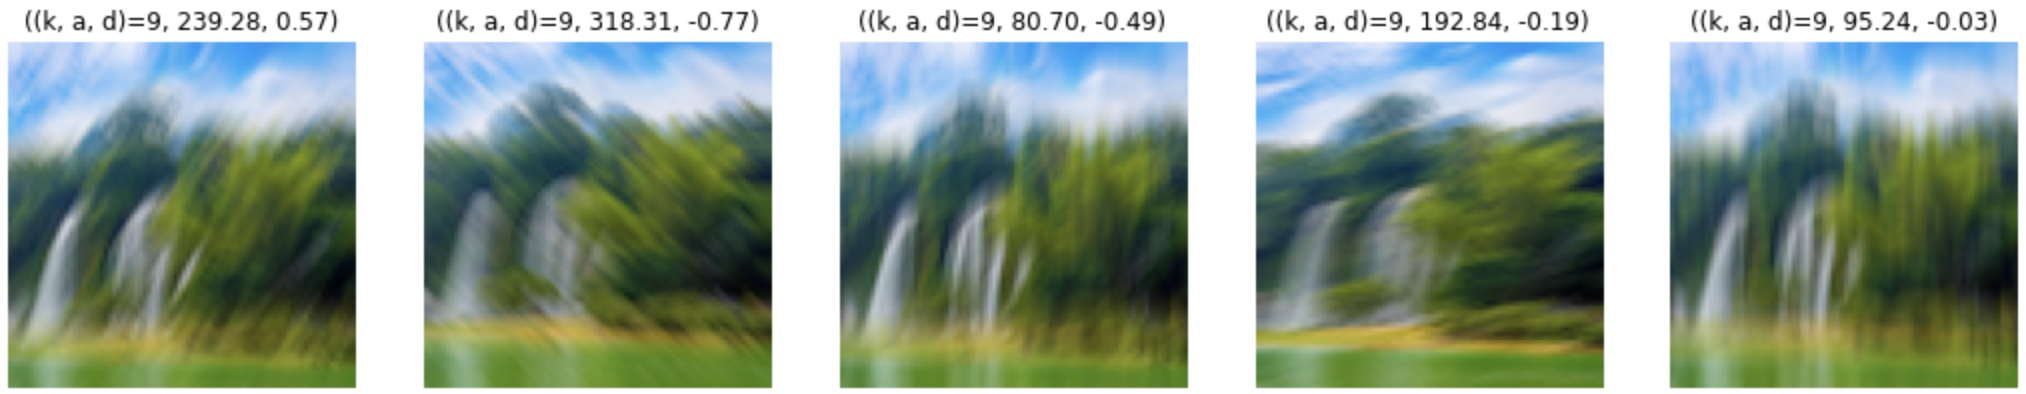 ((k, a, d)=9, 239.28, 0.57)
((k, a, d)=9, 318.31, -0.77)
((k, a, d)=9, 80.70, -0.49)
((k, a, d)=9, 192.84, -0.19)
((k, a, d)=9, 95.24, -0.03)